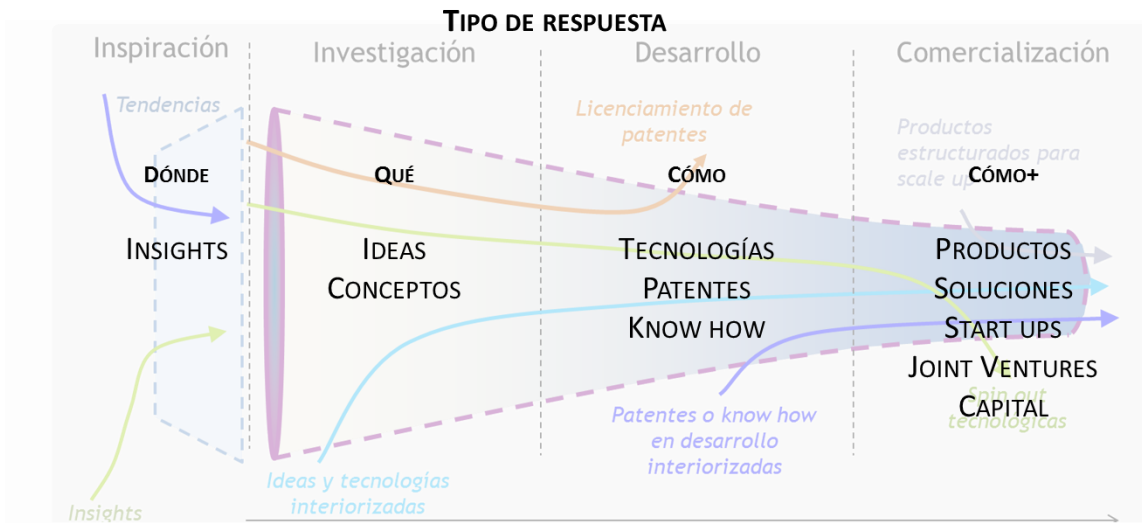 TIPO DE RESPUESTA
Inspiración
Investigación
Desarrollo
Comercialización
Tendencias
Licenciamiento de
patentes
Productos
estructurados para
scale up
DÓNDE
QUÉ
CÓMO
CÓMO+
INSIGHTS
IDEAS
CONCEPTOS
TECNOLOGÍAS
PATENTES
KNOW HOW
PRODUCTOS
SOLUCIONES
START UPS
JOINT VENTURES
CAPITAL
Spin out
tecnológicas
Patentes o know how
en desarrollo
interiorizadas
Ideas y tecnologías
interiorizadas
Insights